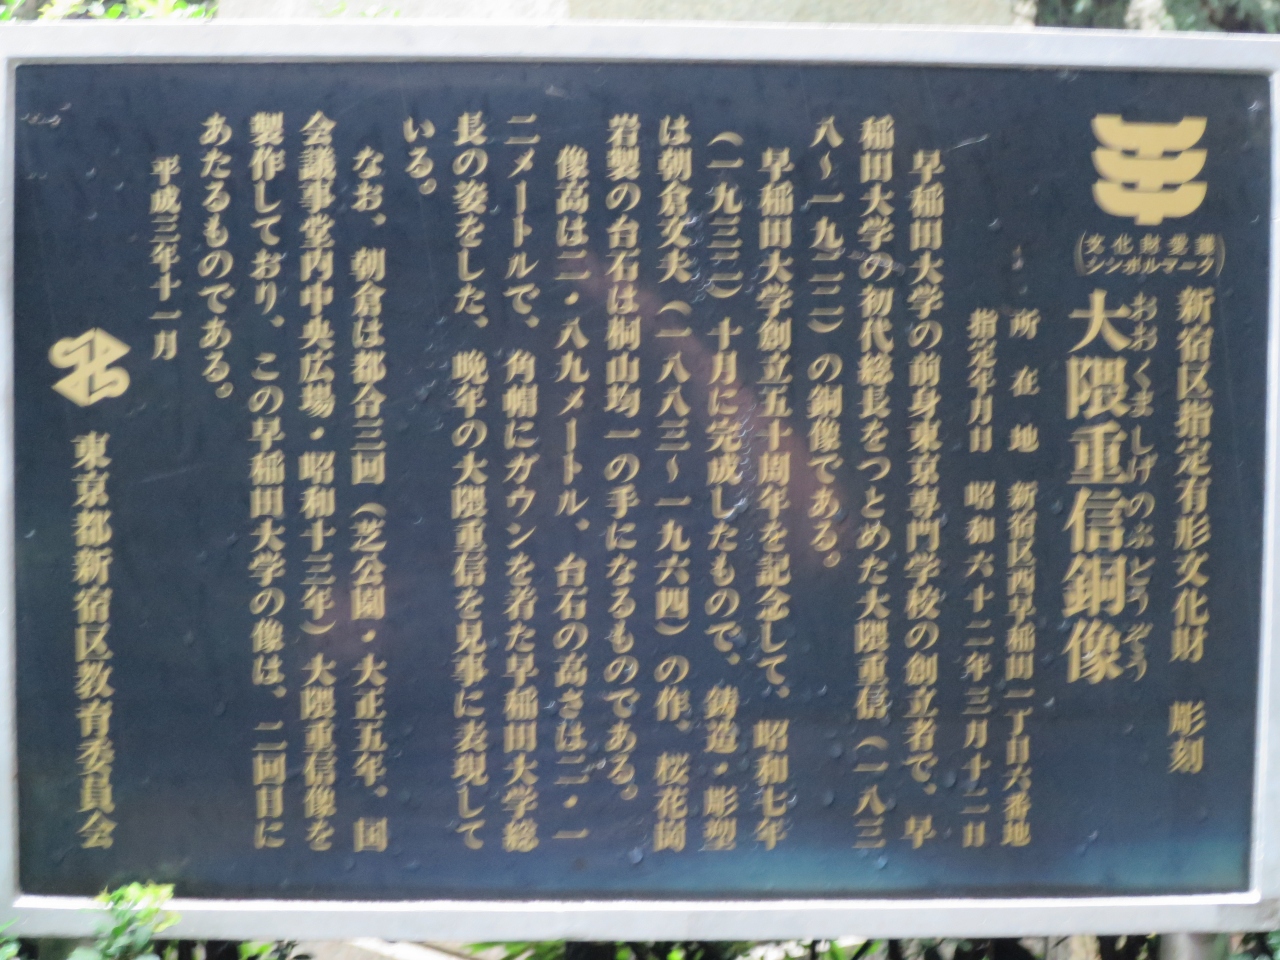 (文化財愛護
シンボルマーク)
新宿区指定有形文化財 彫刻
おおくましげのぶどうぞう
大隈重信銅像
所在地 新宿区西早稲田一丁目六番地
指定年月日 昭和六十二年三月十二日
早稲田大学の前身東京専門学校の創立者で、早
稲田大学の初代総長をつとめた大隈重信(一八三
八〜一九二二)の銅像である。
早稲田大学創立五十周年を記念して、昭和七年
(一九三二)十月に完成したもので、鋳造・彫塑
は朝倉文夫(一八八三〜一九六四)の作、桜花崗
岩製の台石は桐山均一の手になるものである。
像高は二・八九メートル、台石の高さは二・一
二メートルで、角帽にガウンを着た早稲田大学総
長の姿をした、晩年の大隈重信を見事に表現して
いる。
なお、朝倉は都合三回(芝公園・大正五年、国
会議事堂内中央広場・昭和十三年)大隈重信像を
製作しており、この早稲田大学の像は、二回目に
あたるものである。
平成三年十一月
東京都新宿区教育委員会